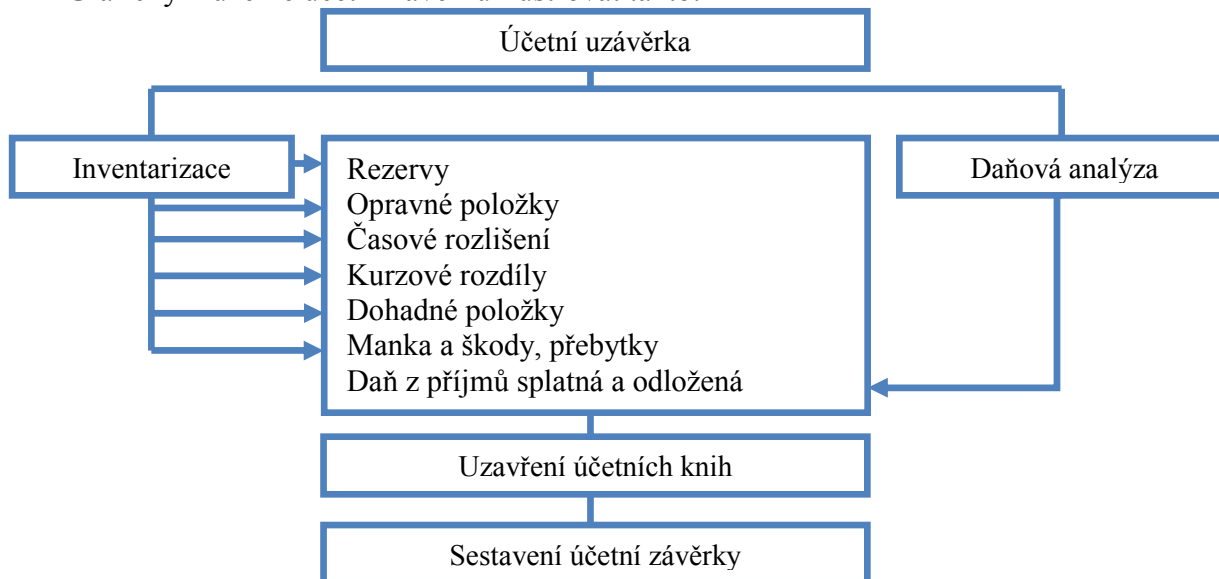 Účetní uzávěrka
Inventarizace
Rezervy
Opravné položky
Časové rozlišení
Kurzové rozdíly
Dohadné položky
Manka a škody, přebytky
Daň z příjmů splatná a odložená
Daňová analýza
Uzavření účetních knih
Sestavení účetní závěrky